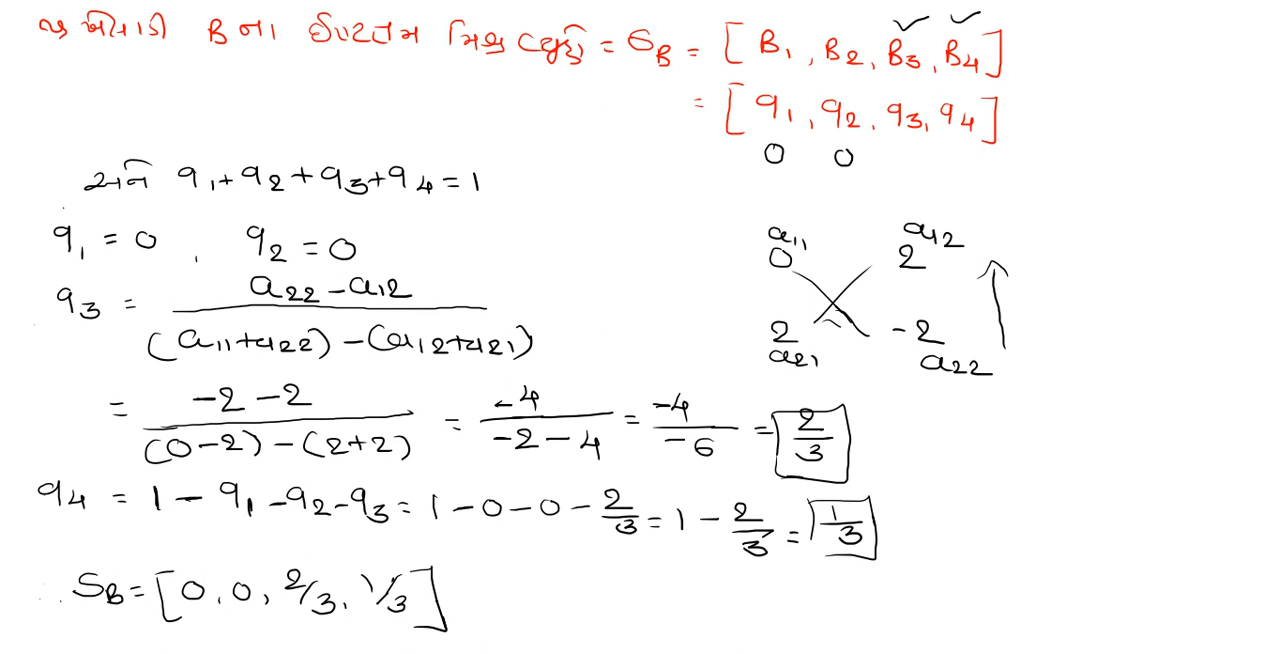 * ખેલાડી B ના ઈષ્ટતમ મિશ્ર વ્યૂહો = S_B = [B₁, B₂, B₃, B₄]
= [q₁, q₂, q₃, q₄]
0 0
અને q₁+q₂+q₃+q₄=1
q₁ = 0, q₂ = 0
q₃ = (a₂₂-a₁₂) / ((a₁₁+a₂₂)-(a₁₂+a₂₁))
= (-2-2) / ((0-2)-(2+2)) = -4 / (-2-4) = -4/-6 = 2/3
q₄ = 1-q₁-q₂-q₃ = 1-0-0-2/3 = 1-2/3 = 1/3
∴ S_B = [0, 0, 2/3, 1/3]
a₁₁ a₁₂
0 2
2 -2
a₂₁ a₂₂